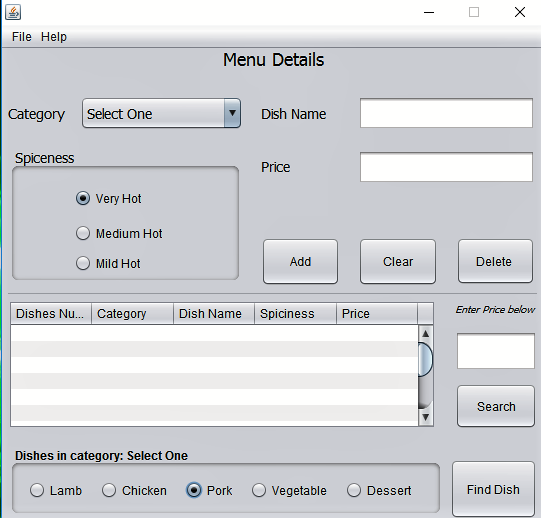 File Help
Menu Details
Category Select One Dish Name
Spiceness
Price
Very Hot
Medium Hot
Mild Hot
Add Clear Delete
Dishes Nu... Category Dish Name Spiciness Price
Enter Price below
Search
Dishes in category: Select One
Lamb Chicken Pork Vegetable Dessert
Find Dish